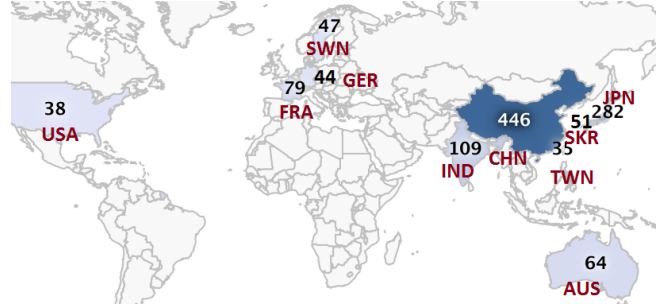 47
SWN
44
GER
79
FRA
38
USA
JPN
282
446
51
SKR
109
CHN
35
IND
TWN
64
AUS